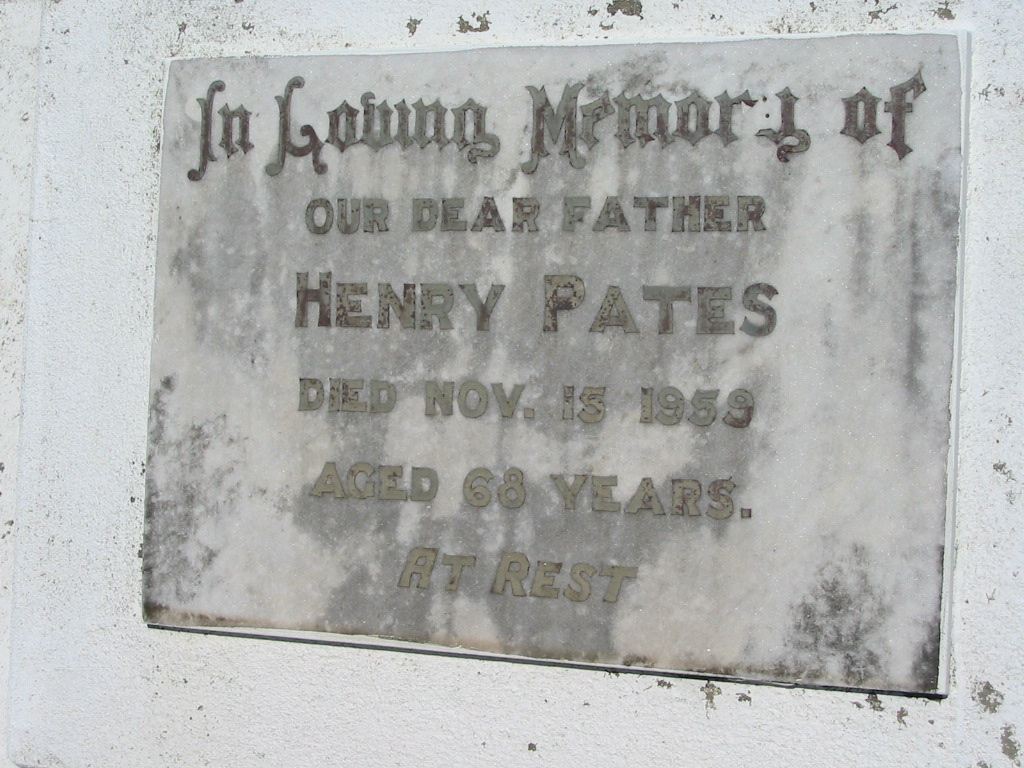 In Loving Memory of
OUR DEAR FATHER
HENRY PATES
DIED NOV. 15 1959
AGED 68 YEARS.
AT REST